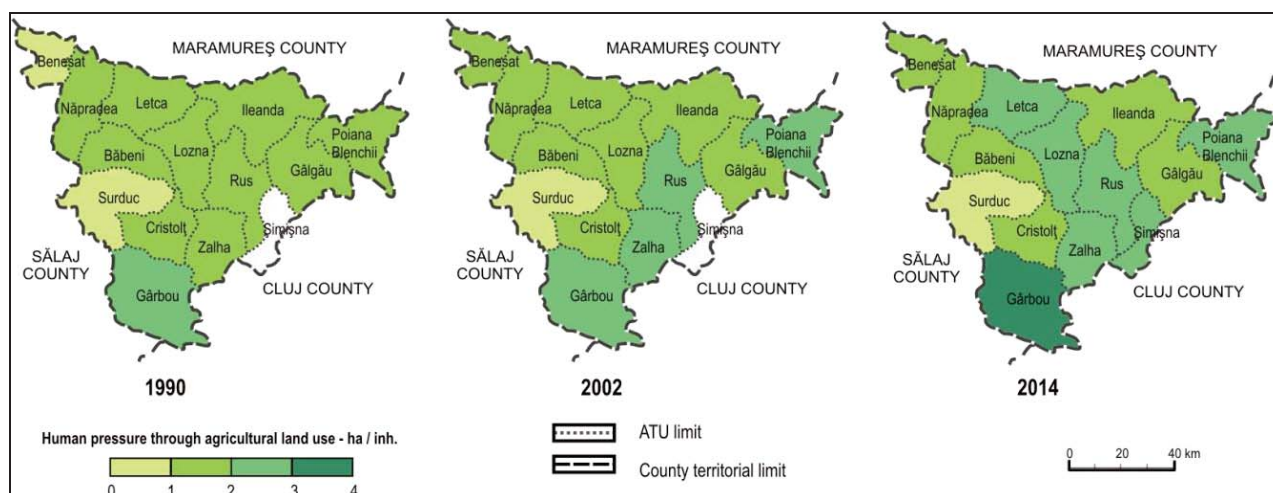 MARAMUREŞ COUNTY
Beneşat
Năpradea
Letca
Ileanda
Poiana
Blenchii
Băbeni
Lozna
Rus
Gâlgău
Surduc
Cristolţ
Zalha
Şimişna
SĂLAJ
COUNTY
Gârbou
CLUJ COUNTY
1990
MARAMUREŞ COUNTY
Beneşat
Năpradea
Letca
Ileanda
Poiana
Blenchii
Băbeni
Lozna
Rus
Gâlgău
Surduc
Cristolţ
Zalha
Şimişna
SĂLAJ
COUNTY
Gârbou
CLUJ COUNTY
2002
MARAMUREŞ COUNTY
Beneşat
Năpradea
Letca
Ileanda
Poiana
Blenchii
Băbeni
Lozna
Rus
Gâlgău
Surduc
Cristolţ
Zalha
Şimişna
SĂLAJ
COUNTY
Gârbou
CLUJ COUNTY
2014
Human pressure through agricultural land use - ha / inh.
0 1 2 3 4
ATU limit
County territorial limit
0 20 40 km